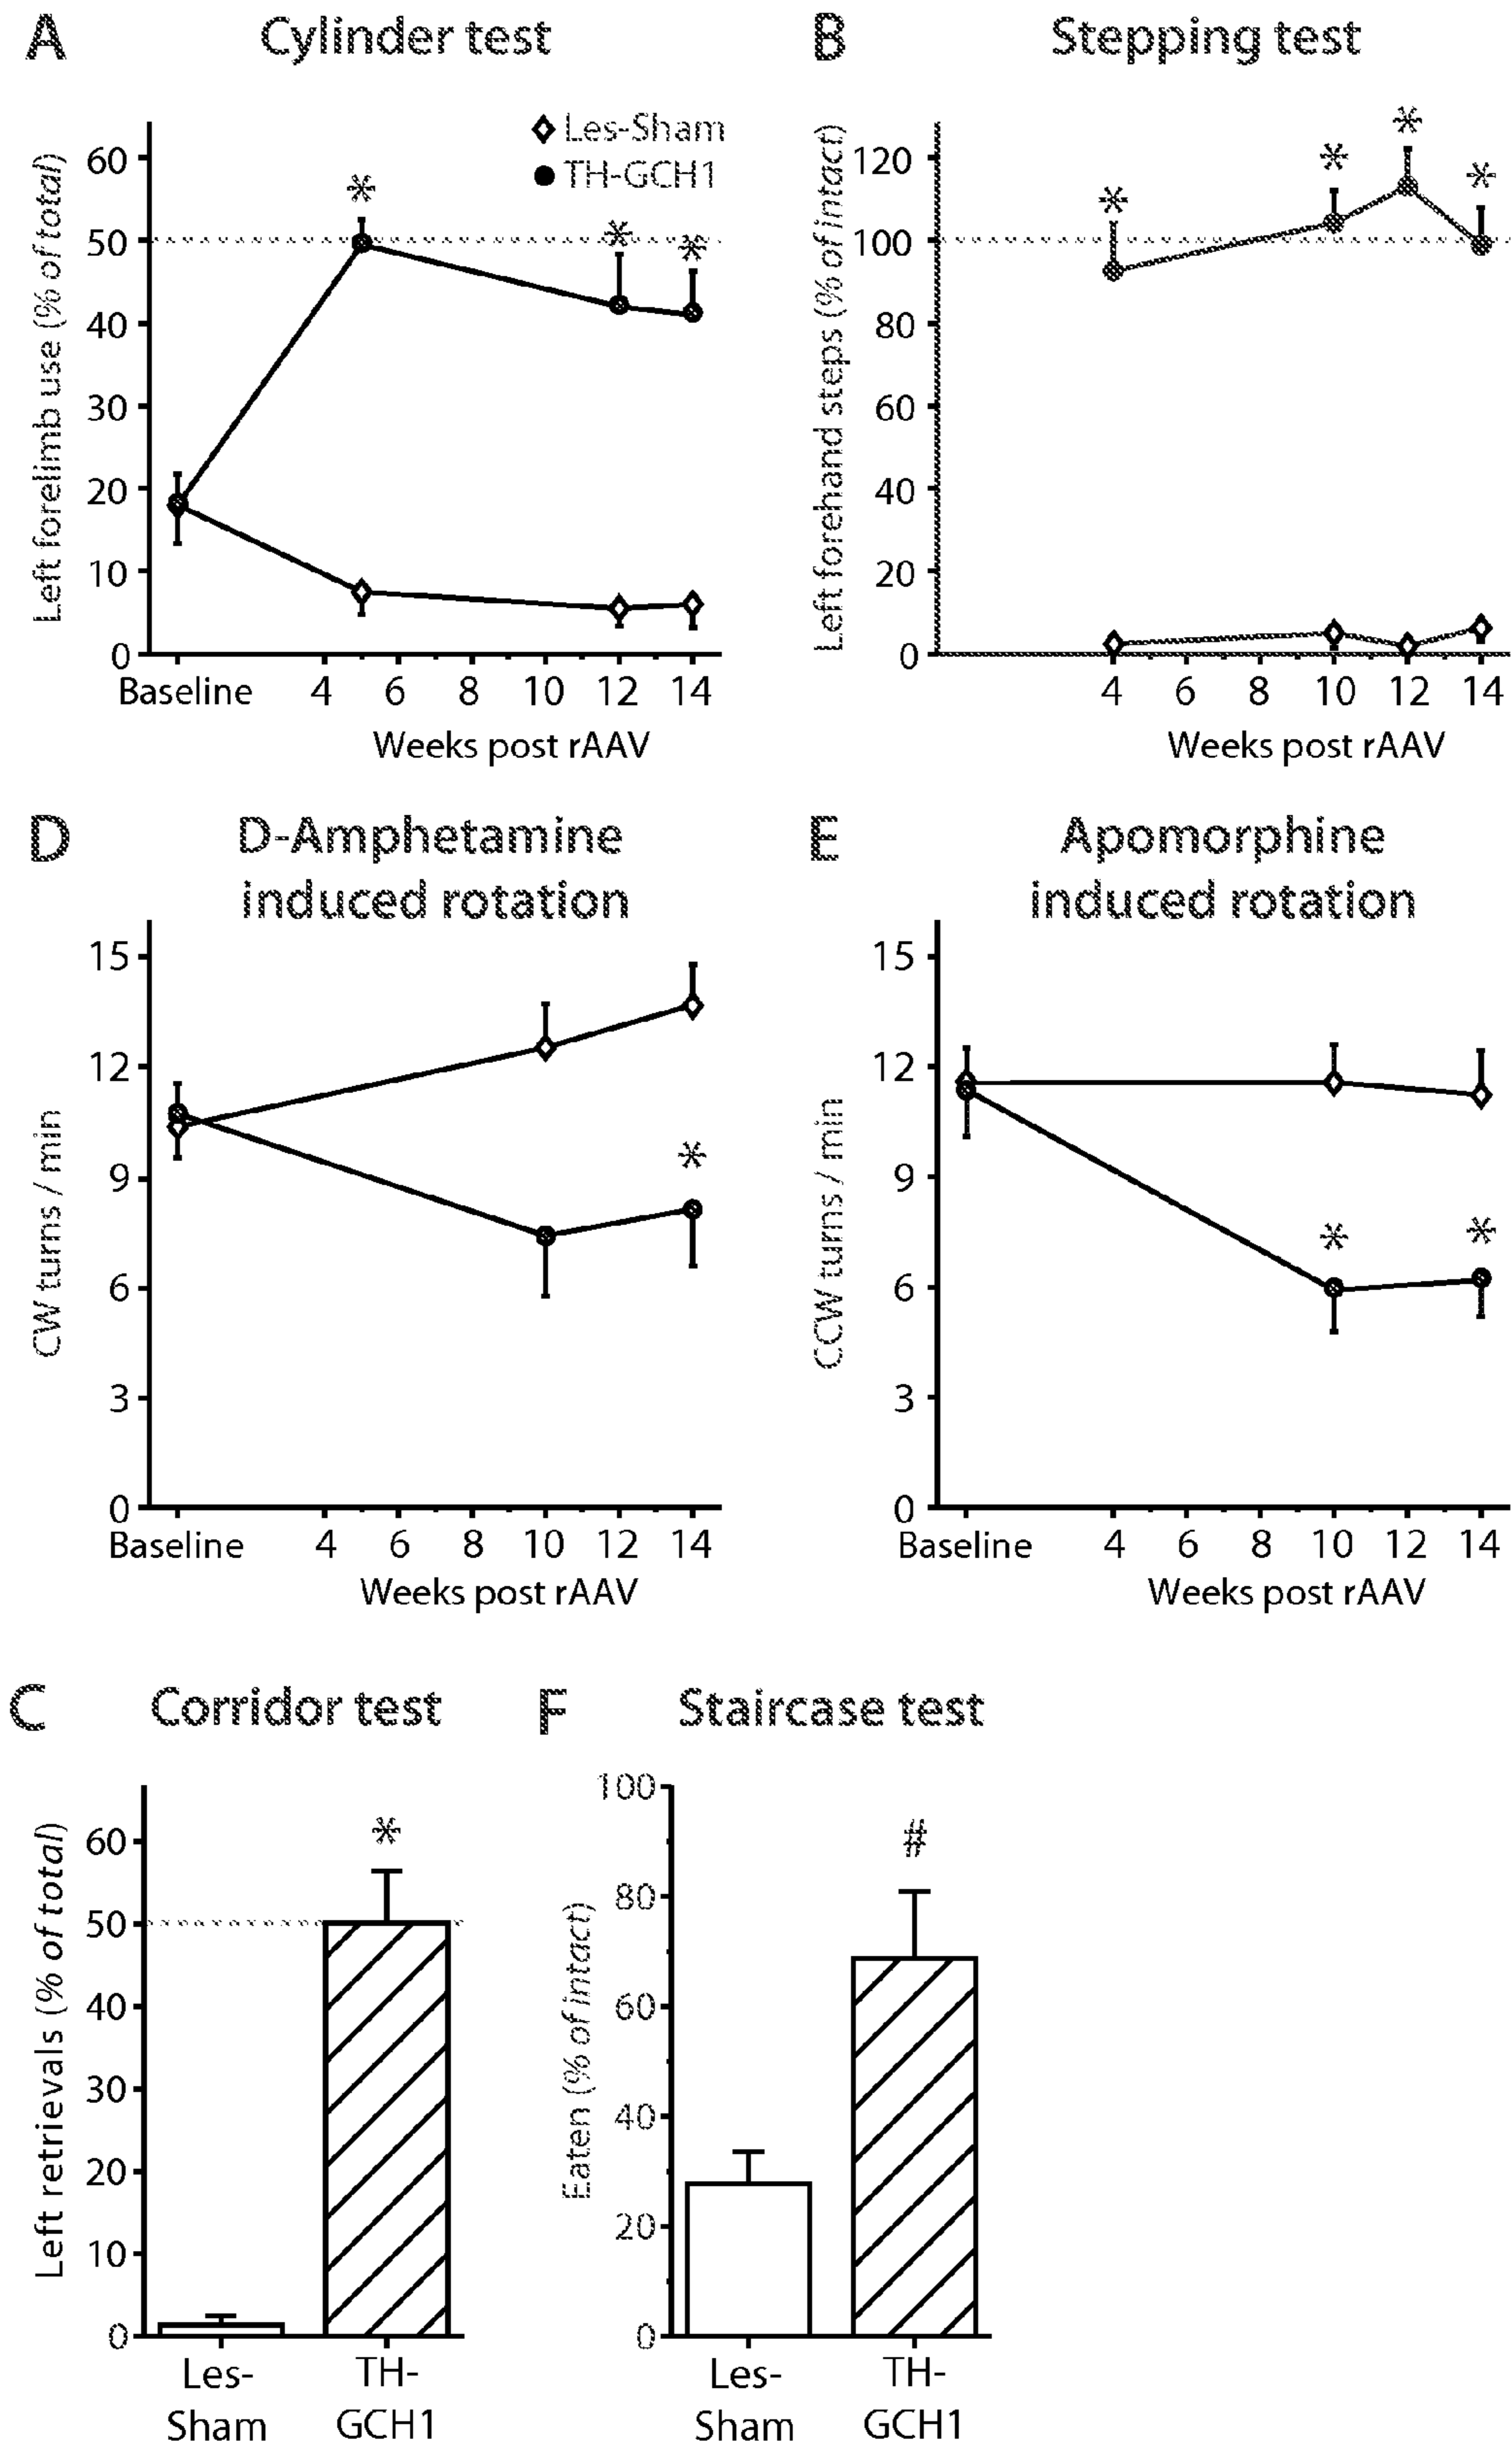 A Cylinder test
Les-Sham
TH-GCH1
Left forelimb use (% of total)
60
50
40
30
20
10
0
* * *
Baseline 4 6 8 10 12 14
Weeks post rAAV
B Stepping test
Left forehand steps (% of intact)
120
100
80
60
40
20
0
* * * *
4 6 8 10 12 14
Weeks post rAAV
D D-Amphetamine
induced rotation
CW turns / min
15
12
9
6
3
0
*
Baseline 4 6 8 10 12 14
Weeks post rAAV
E Apomorphine
induced rotation
CCW turns / min
15
12
9
6
3
0
* *
Baseline 4 6 8 10 12 14
Weeks post rAAV
C Corridor test
Left retrievals (% of total)
60
50
40
30
20
10
0
*
Les- TH-
Sham GCH1
F Staircase test
Eaten (% of intact)
100
80
60
40
20
0
#
Les- TH-
Sham GCH1